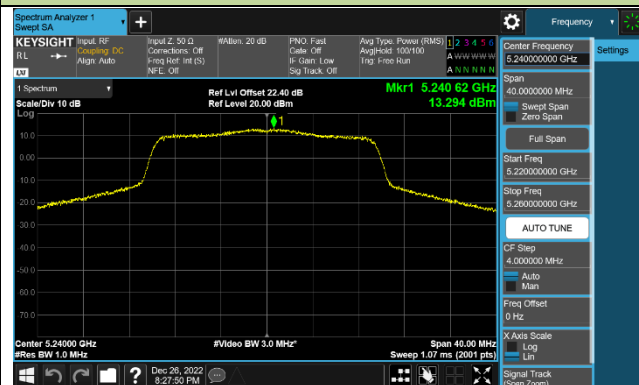 Spectrum Analyzer 1
Swept SA
Frequency
KEYSIGHT
RL
LXI
Input: RF
Coupling: DC
Align: Auto
Input Z: 50 Ω
Corrections: Off
Freq Ref: Int (S)
NFE: Off
#Atten: 20 dB
PNO: Fast
Gate: Off
IF Gain: Low
Sig Track: Off
Avg Type: Power (RMS)
Avg|Hold: 100/100
Trig: Free Run
1 2 3 4 5 6
A W W W W W
A N N N N N
1 Spectrum
Scale/Div 10 dB
Log
Ref Lvl Offset 22.40 dB
Ref Level 20.00 dBm
Mkr1 5.240 62 GHz
13.294 dBm
1
10.0
0.00
-10.0
-20.0
-30.0
-40.0
-50.0
-60.0
-70.0
Center 5.24000 GHz
#Res BW 1.0 MHz
#Video BW 3.0 MHz*
Span 40.00 MHz
Sweep 1.07 ms (2001 pts)
Center Frequency
5.240000000 GHz
Settings
Span
40.0000000 MHz
Swept Span
Zero Span
Full Span
Start Freq
5.220000000 GHz
Stop Freq
5.260000000 GHz
AUTO TUNE
CF Step
4.000000 MHz
Auto
Man
Freq Offset
0 Hz
X Axis Scale
Log
Lin
Signal Track
(Span Zoom)
?
Dec 26, 2022
8:27:50 PM